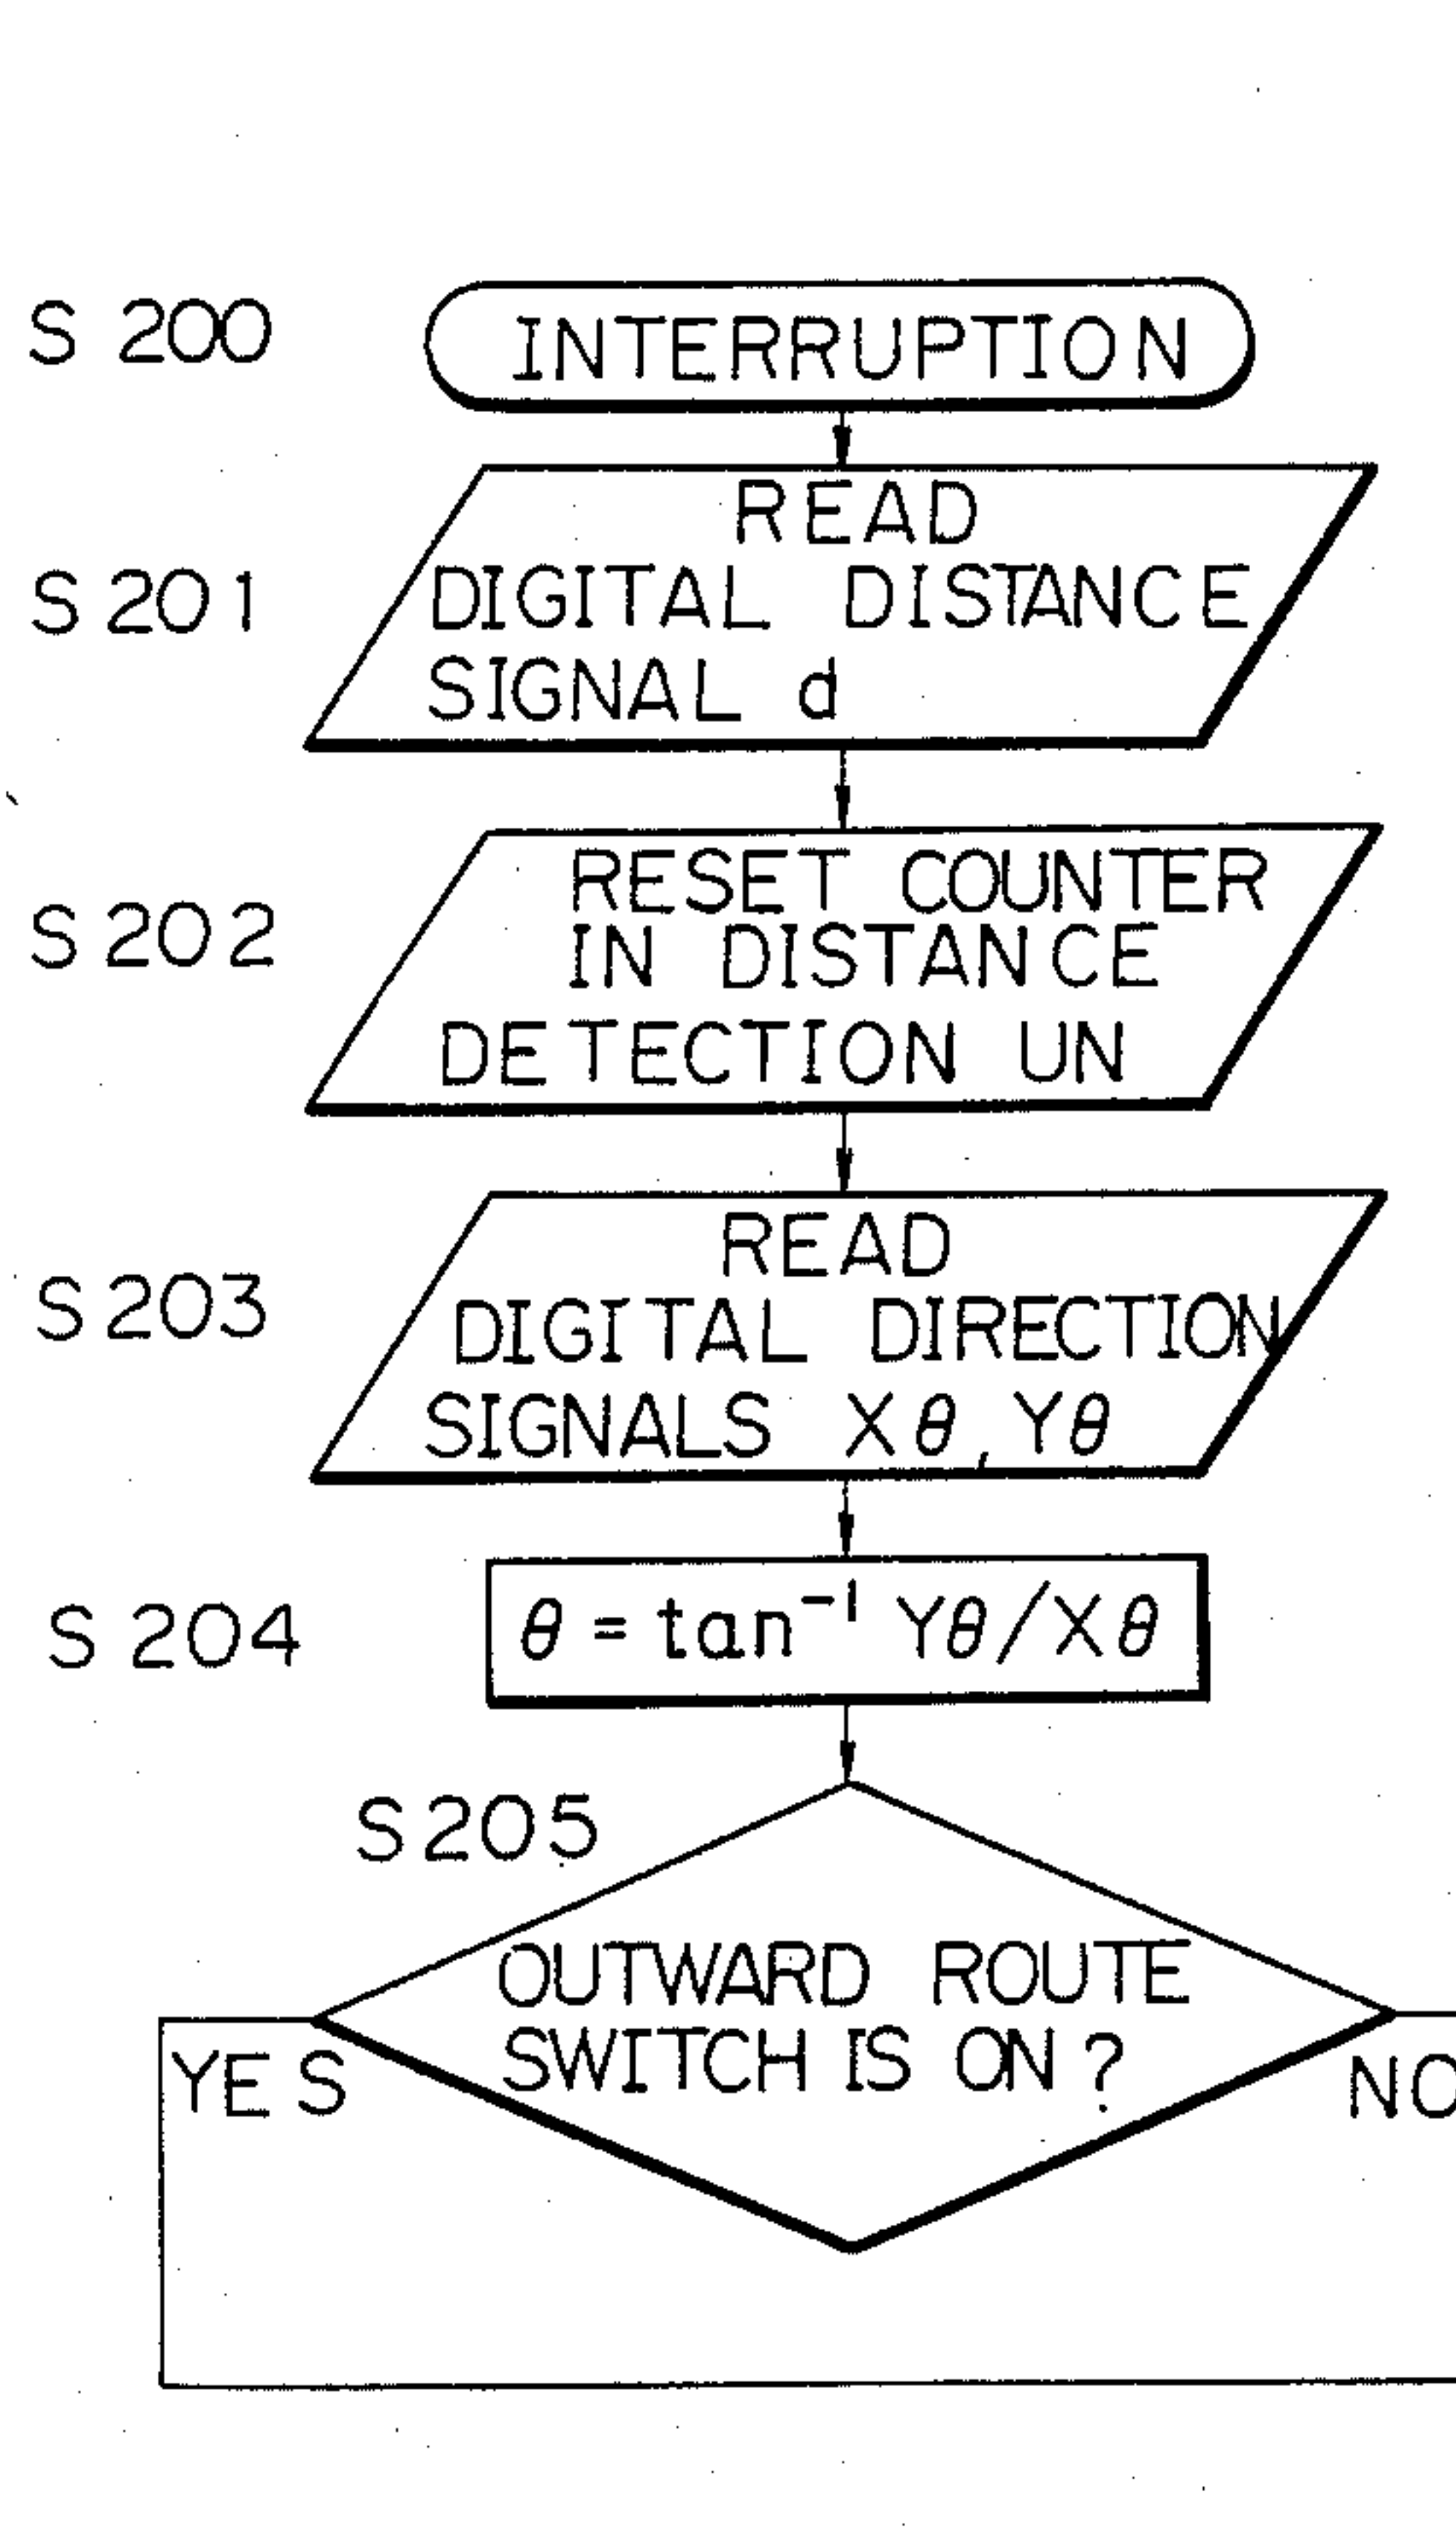 S 200
INTERRUPTION
S 201
READ
DIGITAL DISTANCE
SIGNAL d
S 202
RESET COUNTER
IN DISTANCE
DETECTION UN
S 203
READ
DIGITAL DIRECTION
SIGNALS Xθ, Yθ
S 204
θ = tan⁻¹ Yθ/Xθ
S 205
OUTWARD ROUTE
SWITCH IS ON?
YES
NO